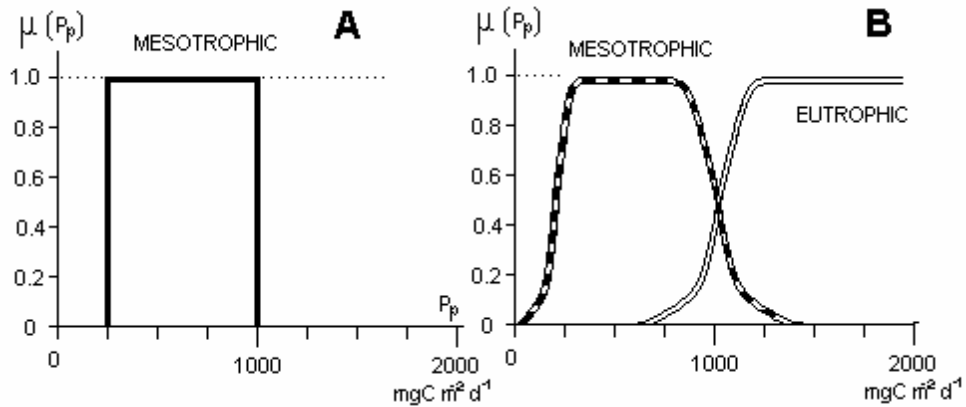 μ (Pp)
A
MESOTROPHIC
1.0
0.8
0.6
0.4
0.2
0
Pp
0
1000
2000
mgC m⁻² d⁻¹
μ (Pp)
B
MESOTROPHIC
1.0
EUTROPHIC
0.8
0.6
0.4
0.2
0
0
1000
2000
mgC m⁻² d⁻¹